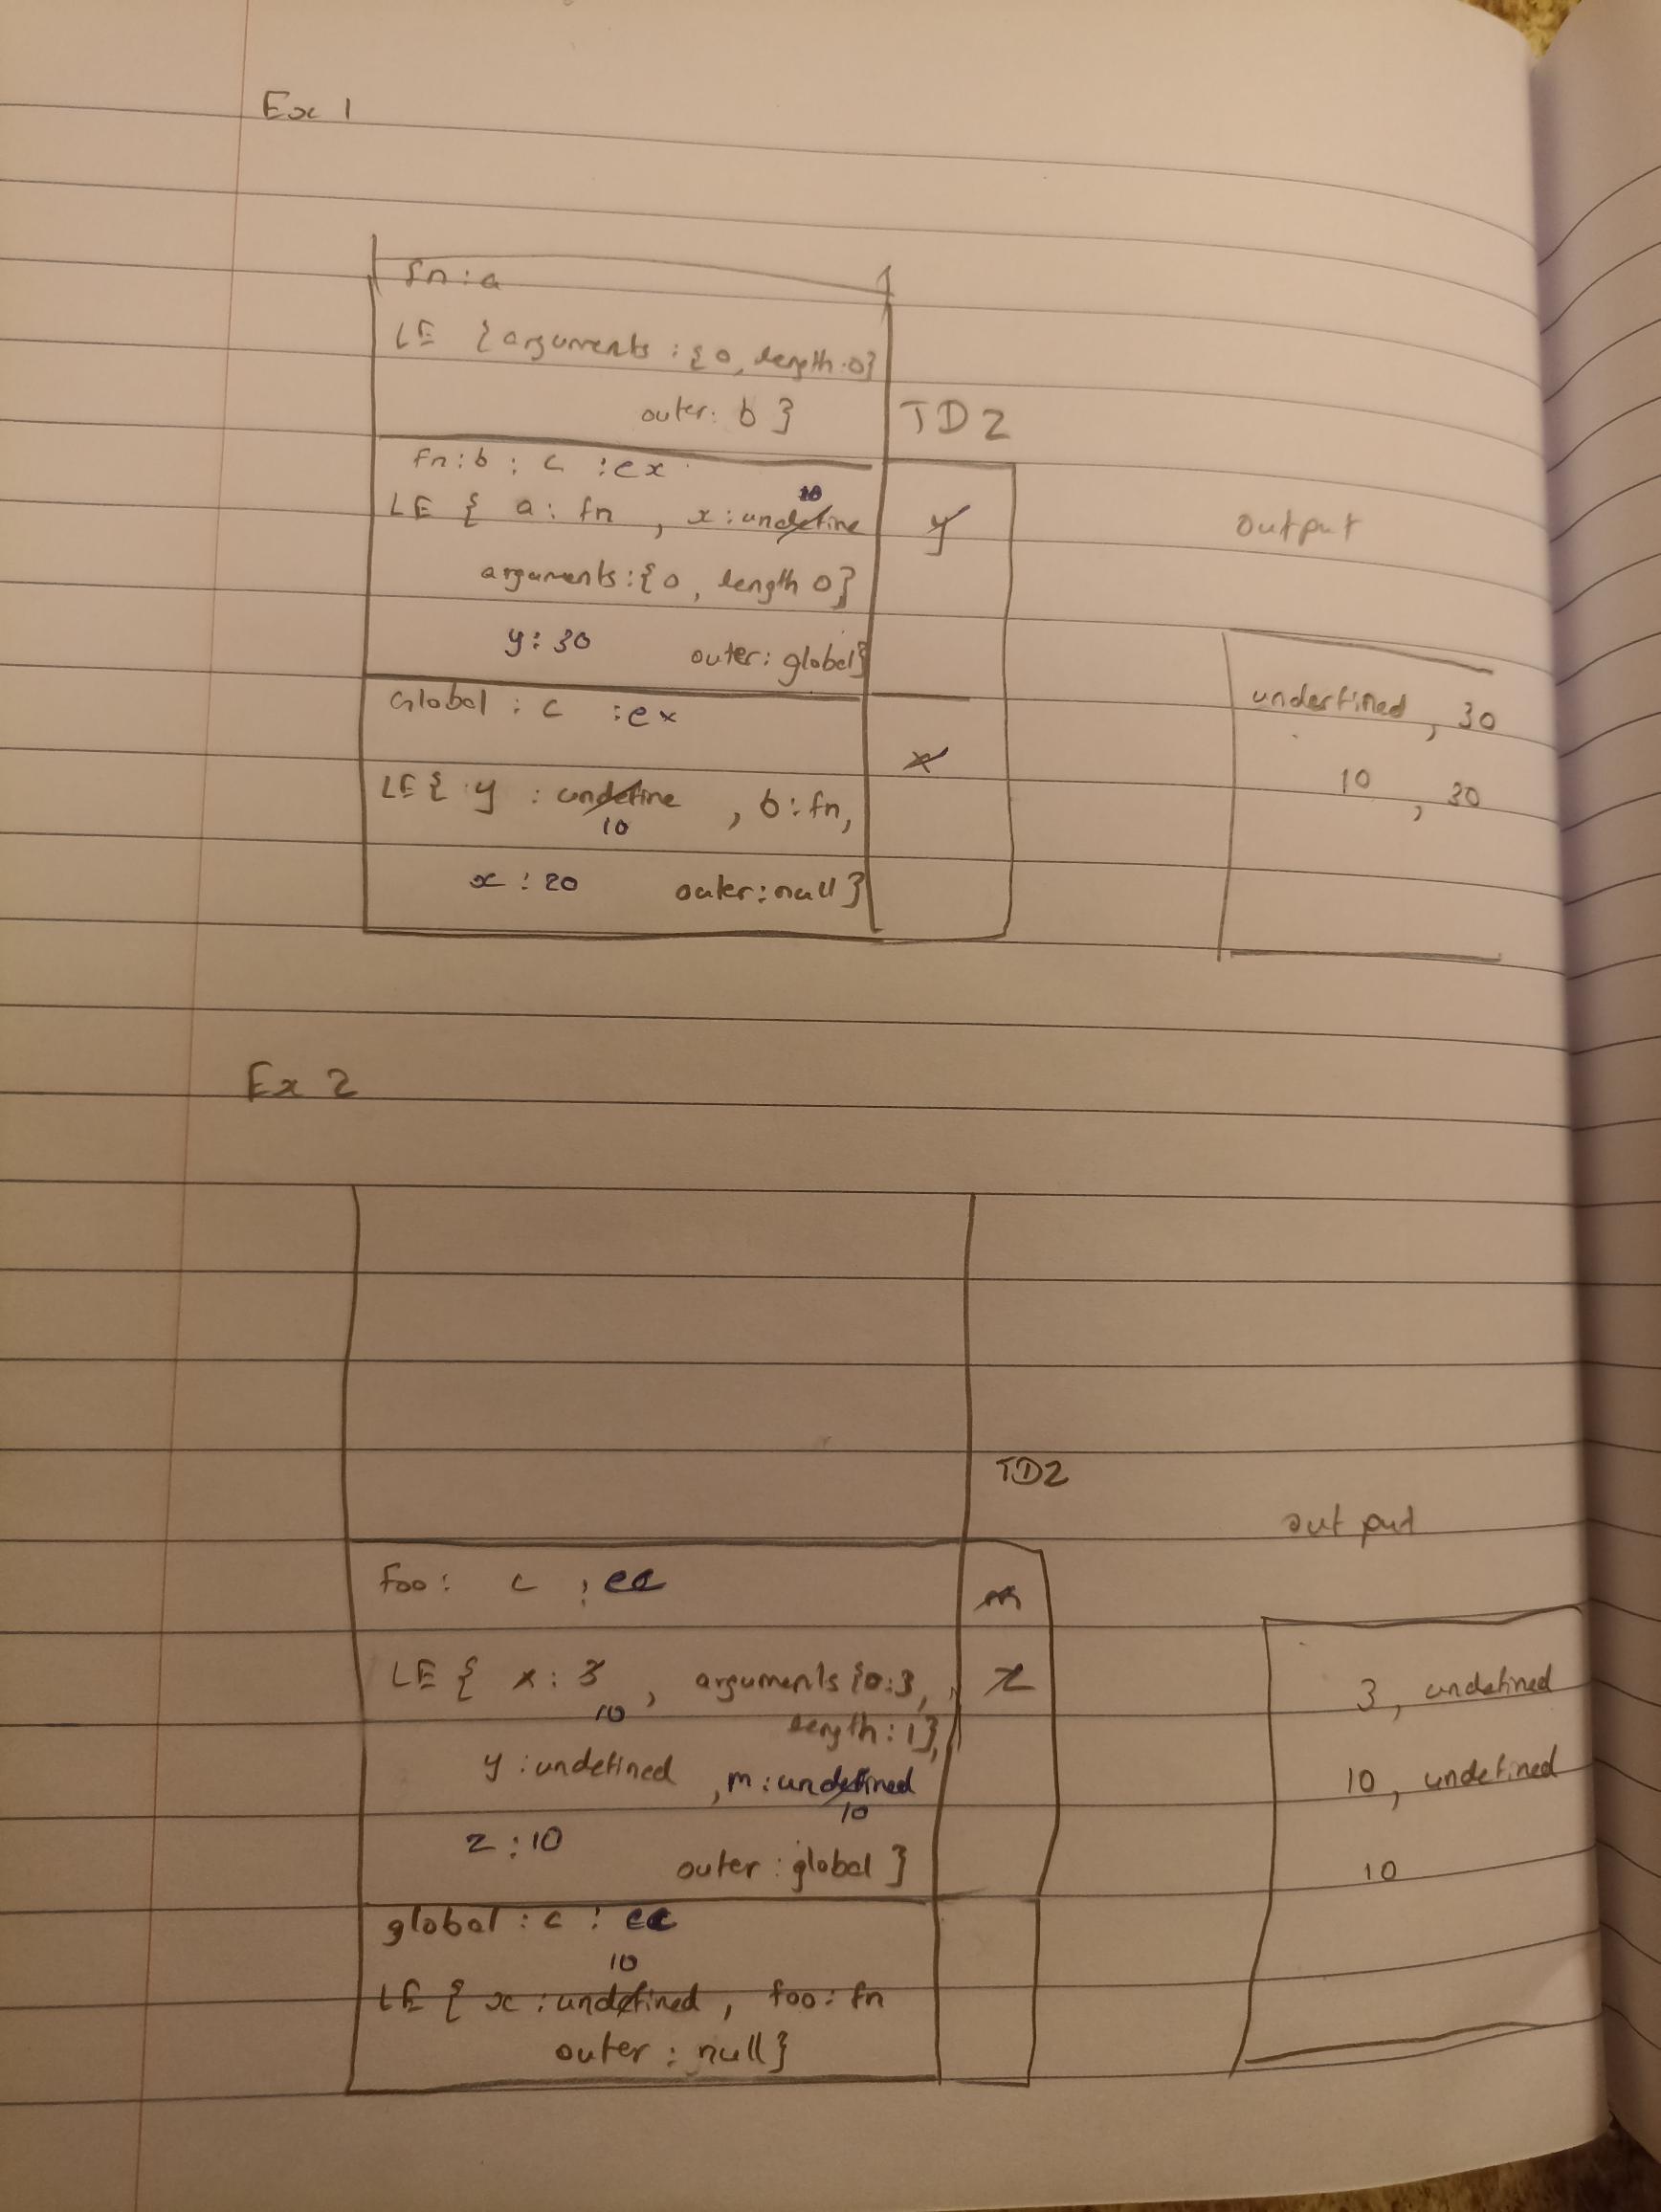 Ex 1
fn : a
LE { arguments : {0, length : 0}
outer : b }
TDZ
fn : b : c : ex
10
LE { a : fn , x : undefine
y
output
arguments : {0, length 0}
y : 30 outer : global}
Global : c : ex
underfined , 30
x
10 , 30
LE { y : undefine , b : fn,
10
x : 20 outer : null }
Ex 2
TDZ
out put
foo : c : ec
m
LE { x : 3 , arguments {0:3,
z
3, undefined
10
length : 1},
y : undefined , m : undefined
10, undefined
10
z : 10
10
outer : global }
global : c : ec
10
LE { x : undefined , foo : fn
outer : null }